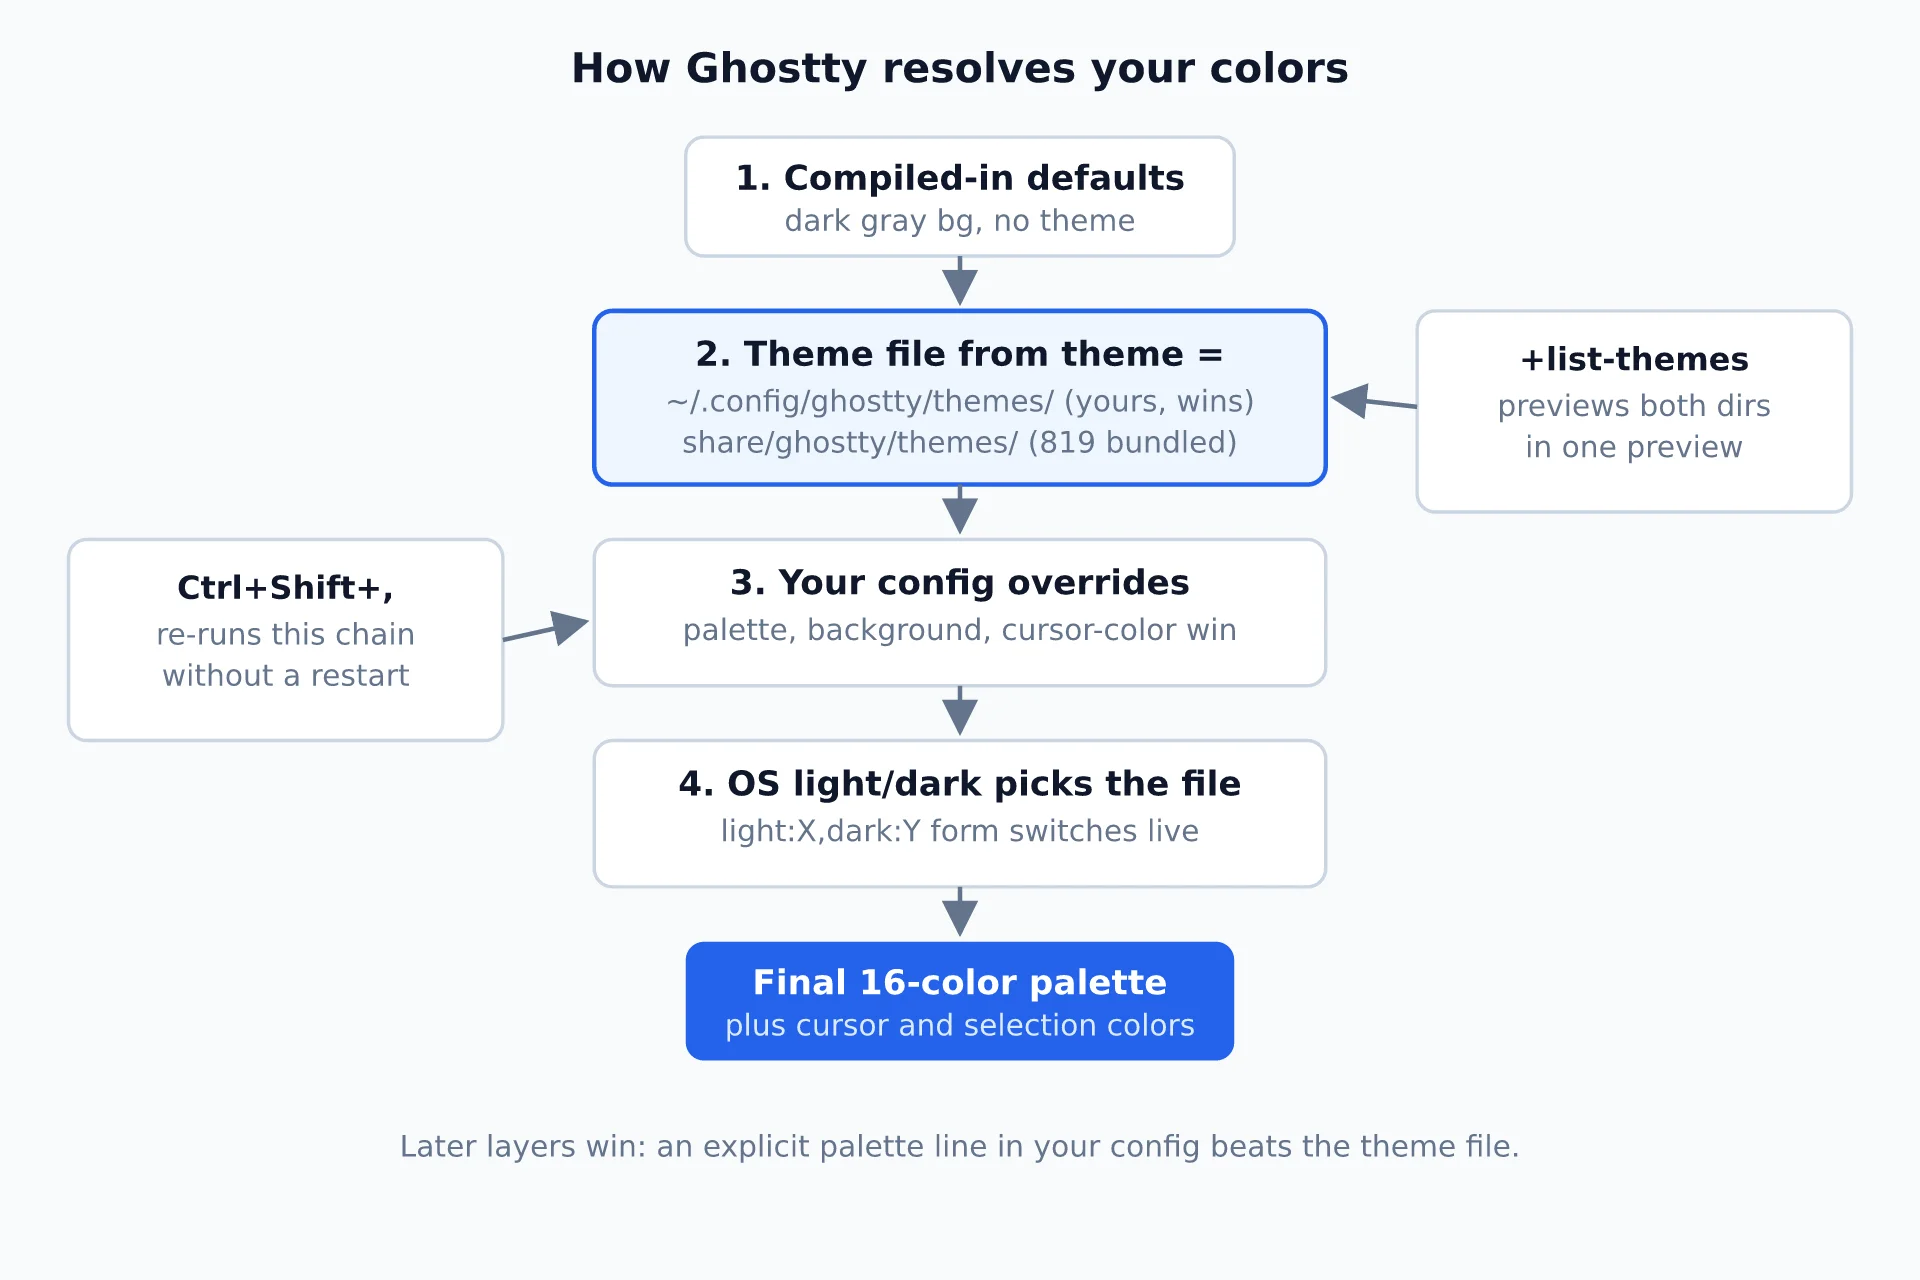 How Ghostty resolves your colors
1. Compiled-in defaults
dark gray bg, no theme
2. Theme file from theme =
~/.config/ghostty/themes/ (yours, wins)
share/ghostty/themes/ (819 bundled)
+list-themes
previews both dirs
in one preview
Ctrl+Shift+,
re-runs this chain
without a restart
3. Your config overrides
palette, background, cursor-color win
4. OS light/dark picks the file
light:X,dark:Y form switches live
Final 16-color palette
plus cursor and selection colors
Later layers win: an explicit palette line in your config beats the theme file.